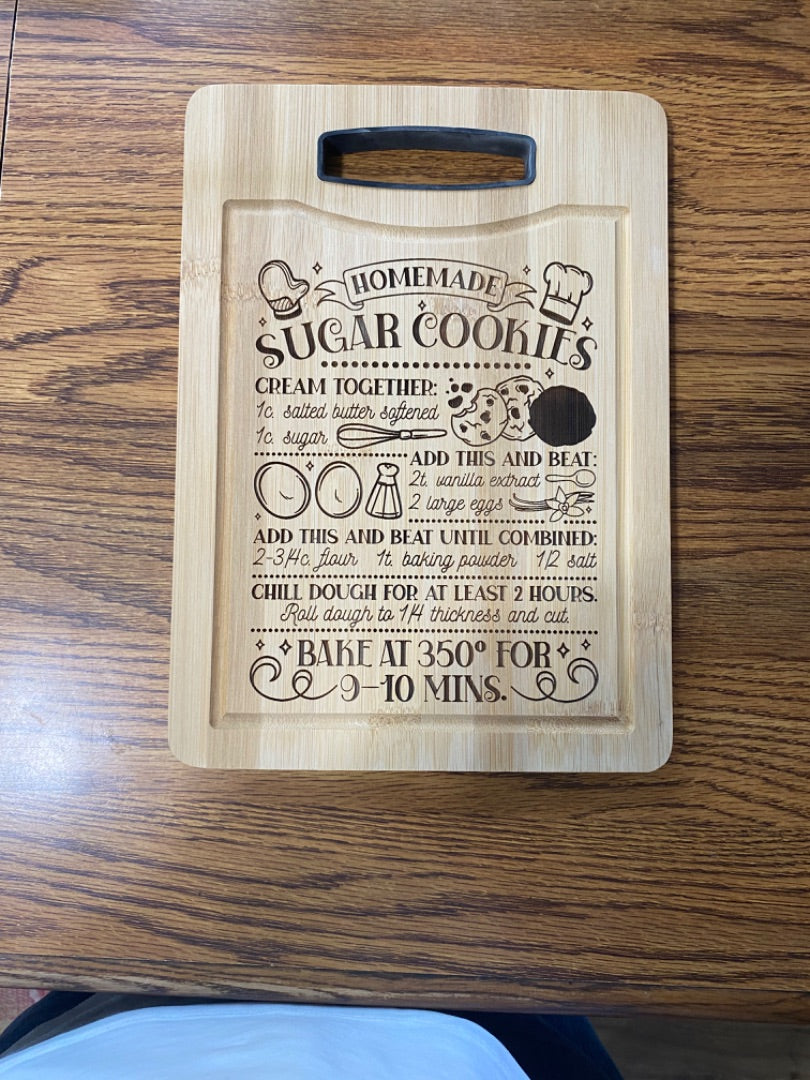 HOMEMADE
SUGAR COOKIES
CREAM TOGETHER:
1c. salted butter softened
1c. sugar
ADD THIS AND BEAT:
2t. vanilla extract
2 large eggs
ADD THIS AND BEAT UNTIL COMBINED:
2-3/4c. flour 1t. baking powder 1/2 salt
CHILL DOUGH FOR AT LEAST 2 HOURS.
Roll dough to 1/4 thickness and cut.
BAKE AT 350° FOR
9-10 MINS.